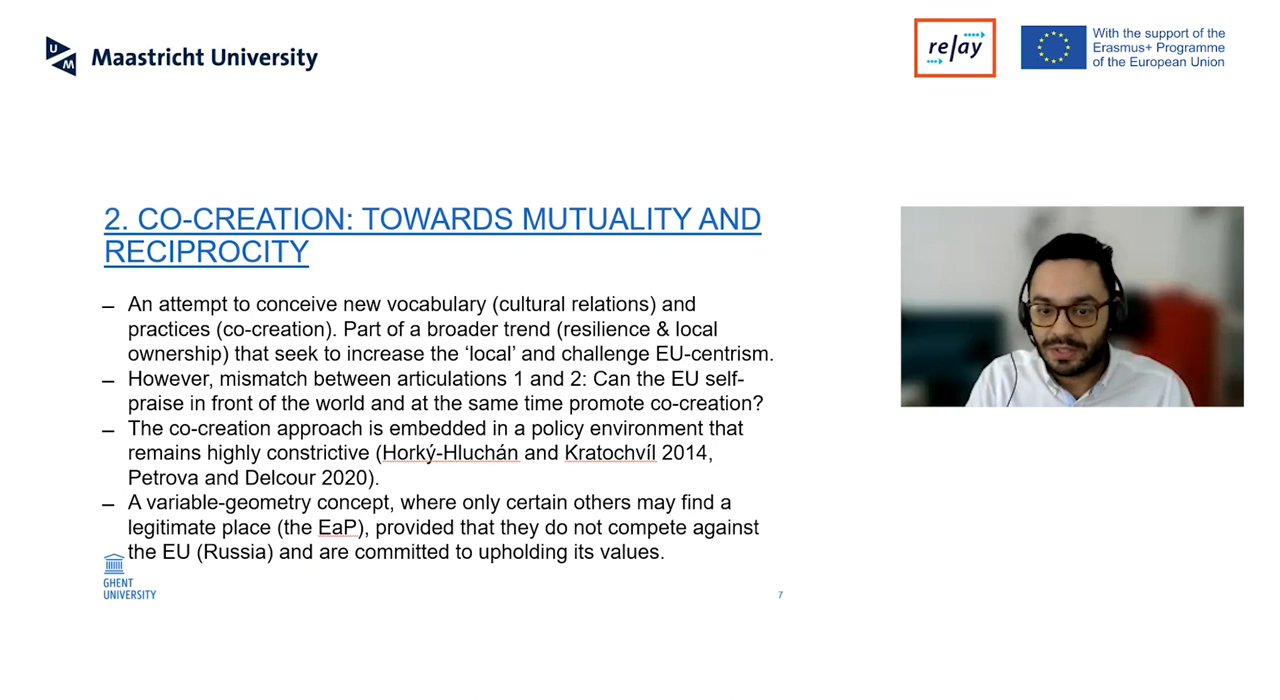 UM
Maastricht University
relay
With the support of the
Erasmus+ Programme
of the European Union
2. CO-CREATION: TOWARDS MUTUALITY AND
RECIPROCITY
– An attempt to conceive new vocabulary (cultural relations) and
practices (co-creation). Part of a broader trend (resilience & local
ownership) that seek to increase the ‘local’ and challenge EU-centrism.
– However, mismatch between articulations 1 and 2: Can the EU self-
praise in front of the world and at the same time promote co-creation?
– The co-creation approach is embedded in a policy environment that
remains highly constrictive (Horký-Hluchán and Kratochvíl 2014,
Petrova and Delcour 2020).
– A variable-geometry concept, where only certain others may find a
legitimate place (the EaP), provided that they do not compete against
the EU (Russia) and are committed to upholding its values.
GHENT
UNIVERSITY
7